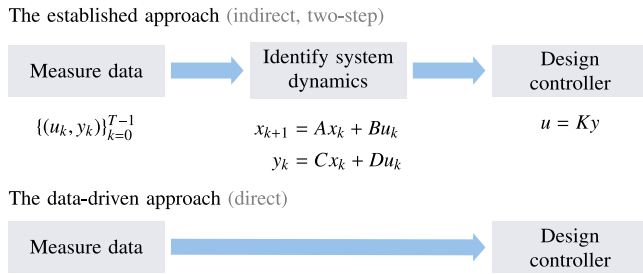 The established approach (indirect, two-step)
Measure data
Identify system
dynamics
Design
controller
{(u_k, y_k)}_{k=0}^{T−1}
x_{k+1} = Ax_k + Bu_k
y_k = Cx_k + Du_k
u = Ky
The data-driven approach (direct)
Measure data
Design
controller